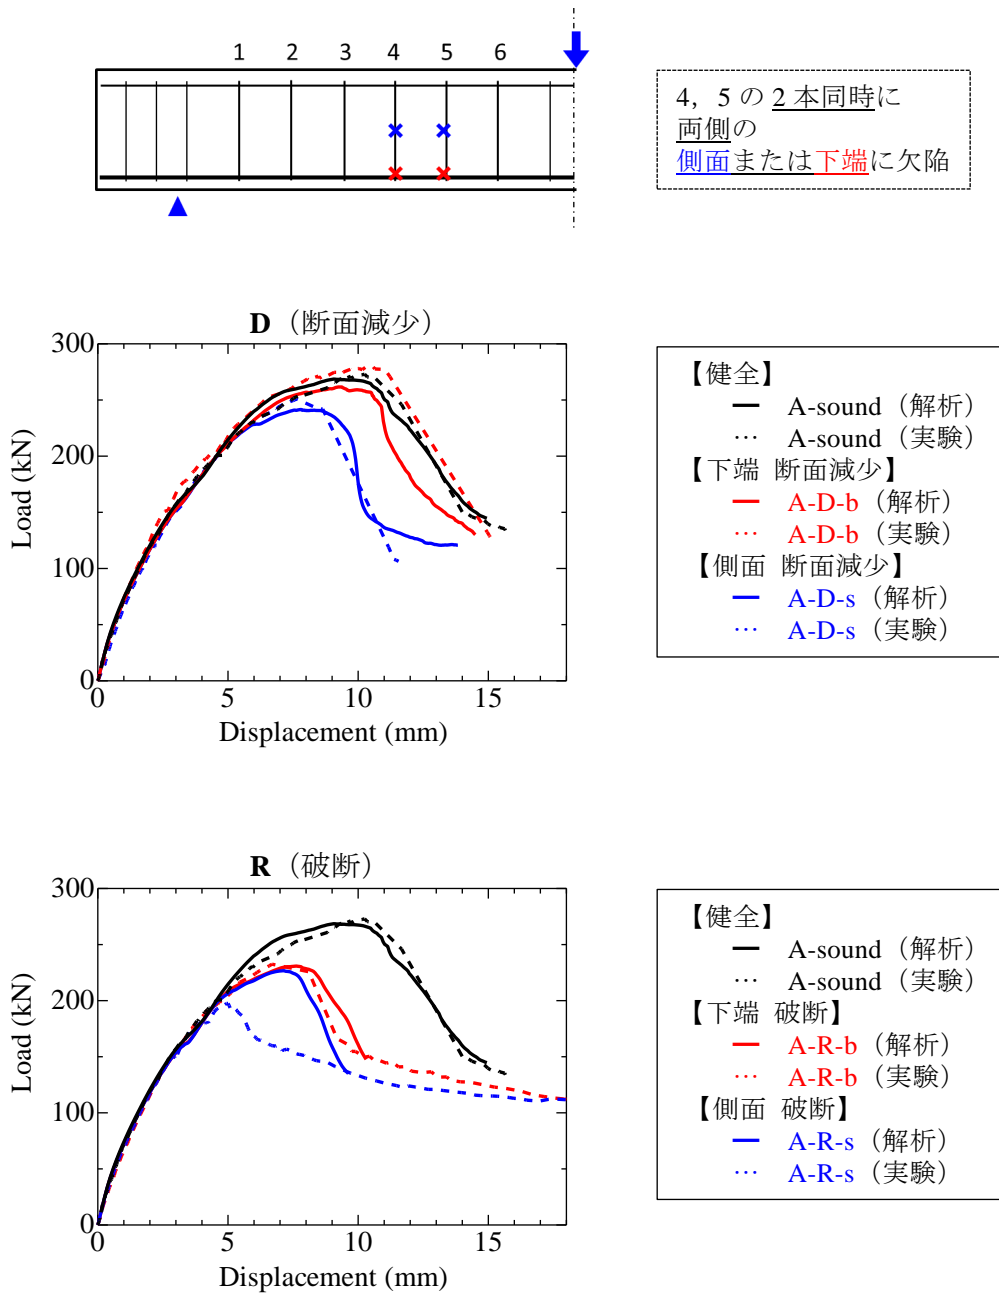 1 2 3 4 5 6
4, 5 の 2 本同時に
両側の
側面または下端に欠陥
D（断面減少）
300
200
100
0
Load (kN)
0 5 10 15
Displacement (mm)
【健全】
A-sound（解析）
A-sound（実験）
【下端 断面減少】
A-D-b（解析）
A-D-b（実験）
【側面 断面減少】
A-D-s（解析）
A-D-s（実験）
R（破断）
300
200
100
0
Load (kN)
0 5 10 15
Displacement (mm)
【健全】
A-sound（解析）
A-sound（実験）
【下端 破断】
A-R-b（解析）
A-R-b（実験）
【側面 破断】
A-R-s（解析）
A-R-s（実験）